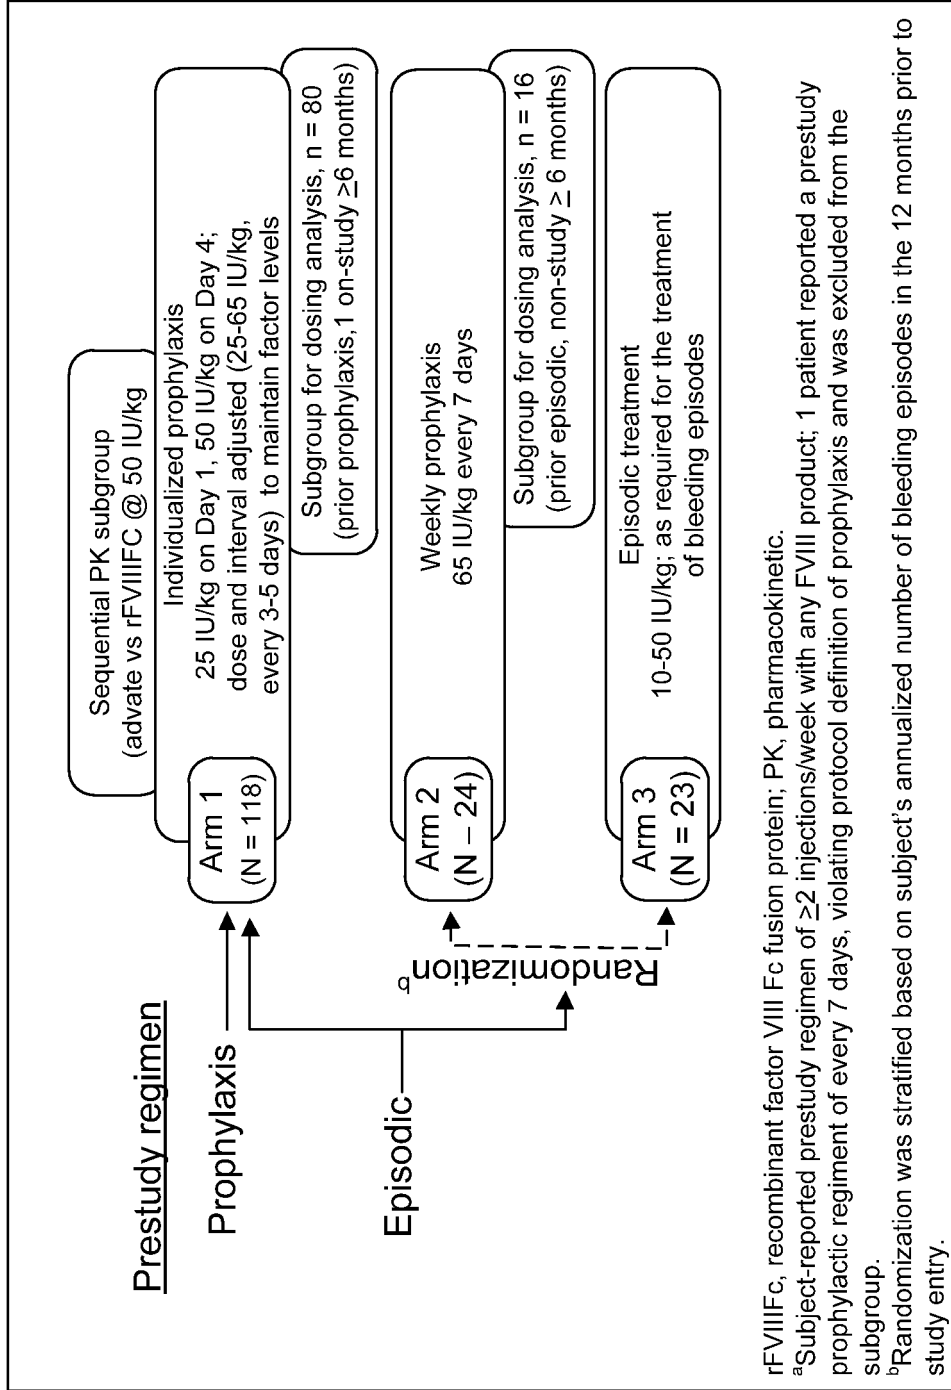 Prestudy regimen
Prophylaxis
Episodic
Randomizationb
Sequential PK subgroup
(advate vs rFVIIIFC @ 50 IU/kg
Arm 1
(N = 118)
Individualized prophylaxis
25 IU/kg on Day 1, 50 IU/kg on Day 4;
dose and interval adjusted (25-65 IU/kg,
every 3-5 days) to maintain factor levels
Subgroup for dosing analysis, n = 80
(prior prophylaxis,1 on-study ≥6 months)
Arm 2
(N – 24)
Weekly prophylaxis
65 IU/kg every 7 days
Subgroup for dosing analysis, n = 16
(prior episodic, non-study ≥ 6 months)
Arm 3
(N = 23)
Episodic treatment
10-50 IU/kg; as required for the treatment
of bleeding episodes
rFVIIIFc, recombinant factor VIII Fc fusion protein; PK, pharmacokinetic.
aSubject-reported prestudy regimen of ≥2 injections/week with any FVIII product; 1 patient reported a prestudy
prophylactic regiment of every 7 days, violating protocol definition of prophylaxis and was excluded from the
subgroup.
bRandomization was stratified based on subject's annualized number of bleeding episodes in the 12 months prior to
study entry.